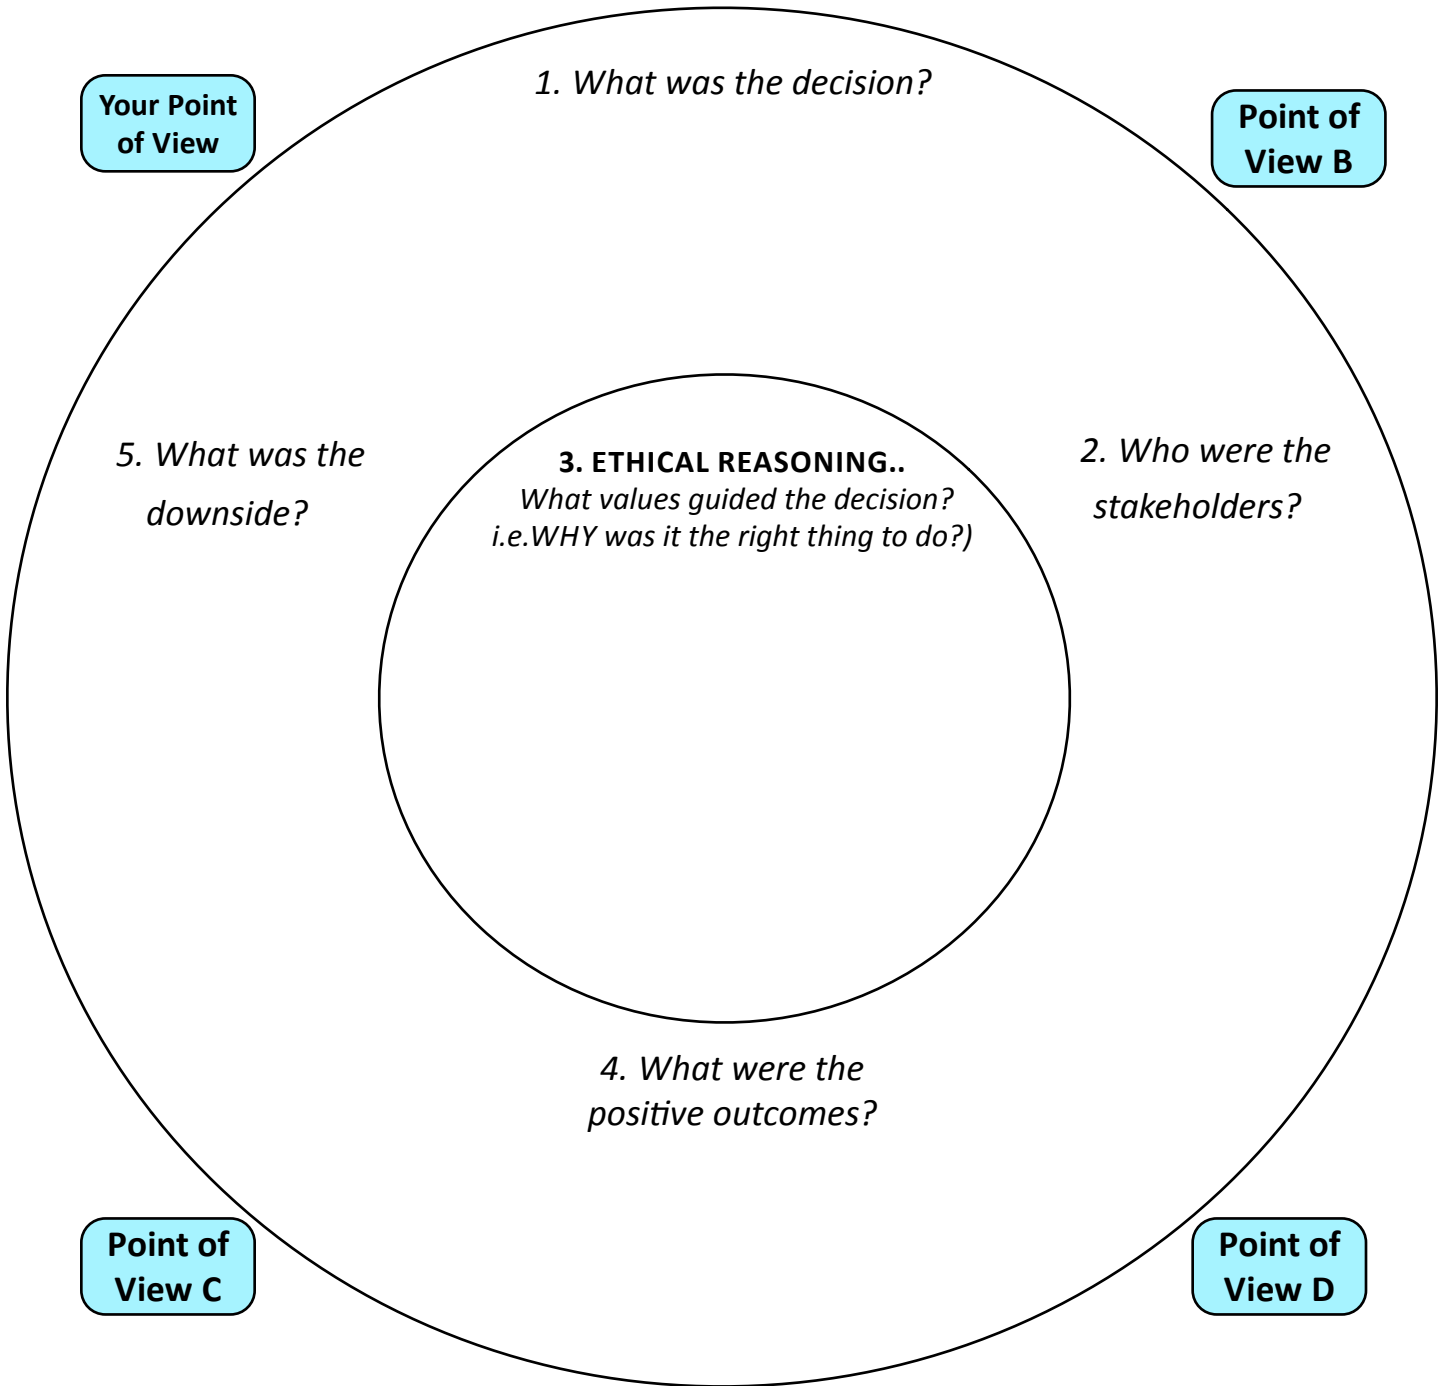 1. What was the decision?
Your Point
of View
Point of
View B
5. What was the
downside?
3. ETHICAL REASONING..
What values guided the decision?
i.e.WHY was it the right thing to do?)
2. Who were the
stakeholders?
4. What were the
positive outcomes?
Point of
View C
Point of
View D